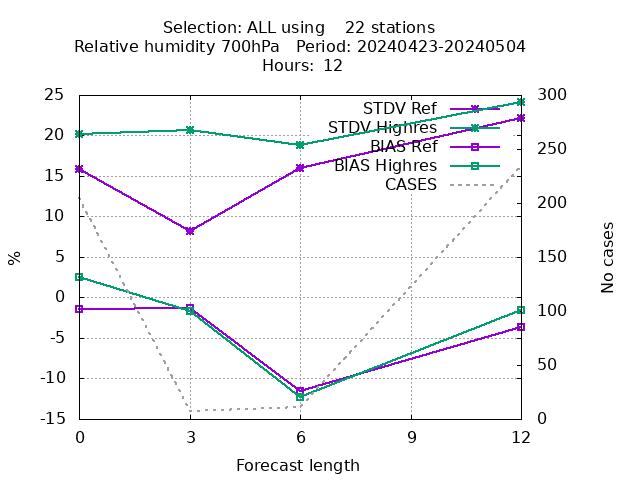 Selection: ALL using    22 stations
Relative humidity 700hPa   Period: 20240423-20240504
Hours: 12
25
20
15
10
5
0
-5
-10
-15
%
300
250
200
150
100
50
0
No cases
STDV Ref
STDV Highres
BIAS Ref
BIAS Highres
CASES
0 3 6 9 12
Forecast length